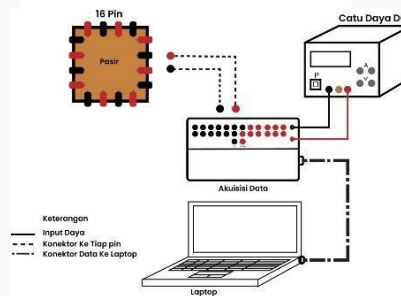 16 Pin
Pasir
Catu Daya D
A
P
V
Akuisisi Data
Keterangan
Input Daya
Konektor Ke Tiap pin
Konektor Data Ke Laptop
Laptop